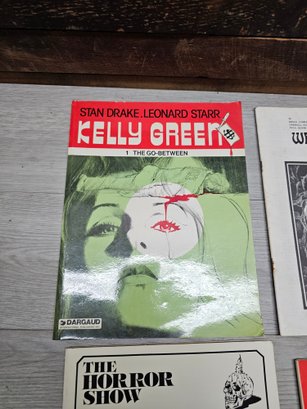 STAN DRAKE. LEONARD STARR
KELLY GREEN
$
1 THE GO-BETWEEN
DARGAUD
THE
HORROR
SHOW